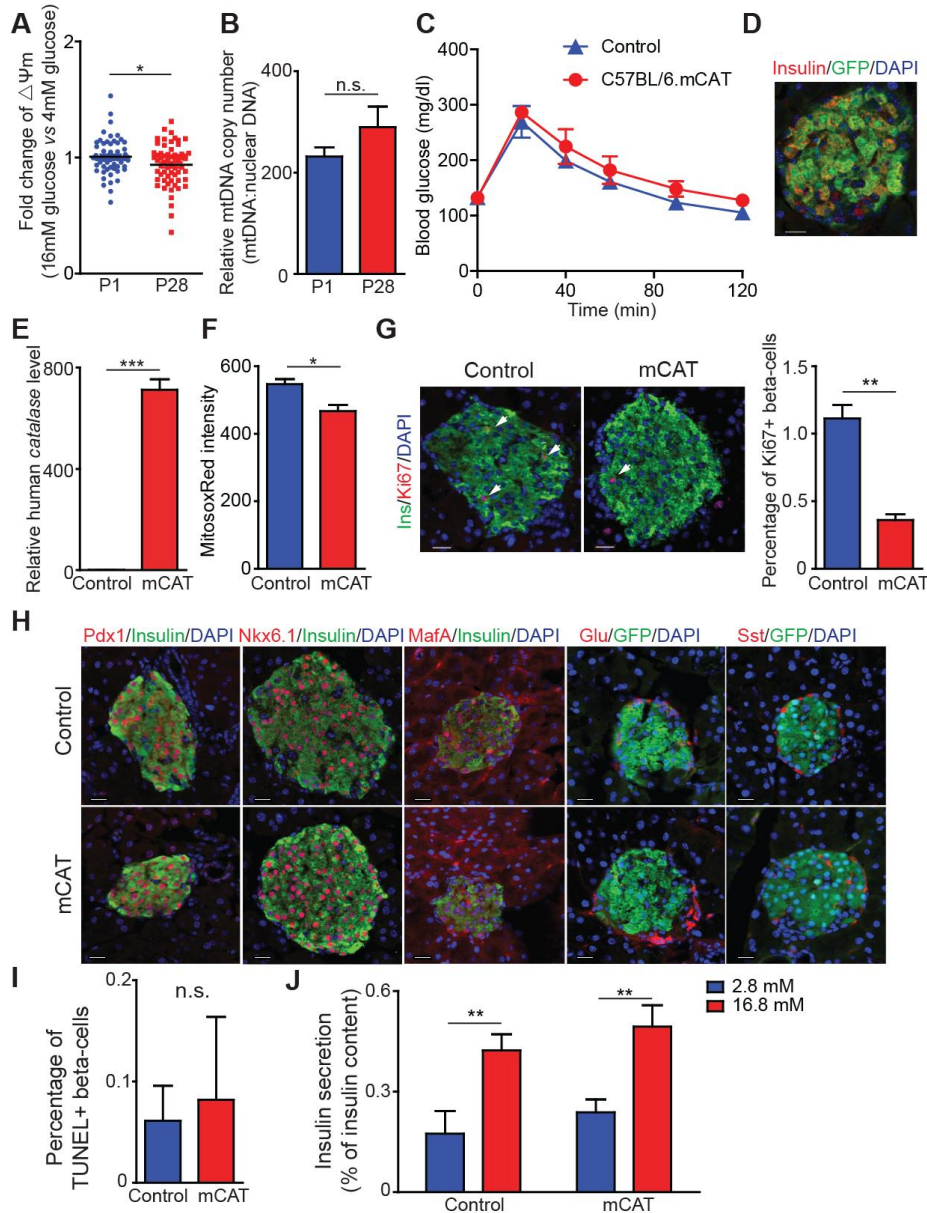 A
Fold change of △Ψm
(16mM glucose vs 4mM glucose)
2
1
0
*
P1
P28
B
Relative mtDNA copy number
(mtDNA:nuclear DNA)
400
200
0
n.s.
P1
P28
C
Blood glucose (mg/dl)
400
300
200
100
0
Control
C57BL/6.mCAT
0
40
80
120
Time (min)
D
Insulin/GFP/DAPI
E
Relative human catalase level
800
400
0
***
Control
mCAT
F
MitosoxRed intensity
600
400
200
0
*
Control
mCAT
G
Control
mCAT
Ins/Ki67/DAPI
Percentage of Ki67+ beta-cells
1.5
1.0
0.5
0
**
Control
mCAT
H
Pdx1/Insulin/DAPI
Nkx6.1/Insulin/DAPI
MafA/Insulin/DAPI
Glu/GFP/DAPI
Sst/GFP/DAPI
Control
mCAT
I
Percentage of
TUNEL+ beta-cells
0.2
0.1
0
n.s.
Control
mCAT
J
Insulin secretion
(% of insulin content)
0.6
0.3
0
**
**
2.8 mM
16.8 mM
Control
mCAT